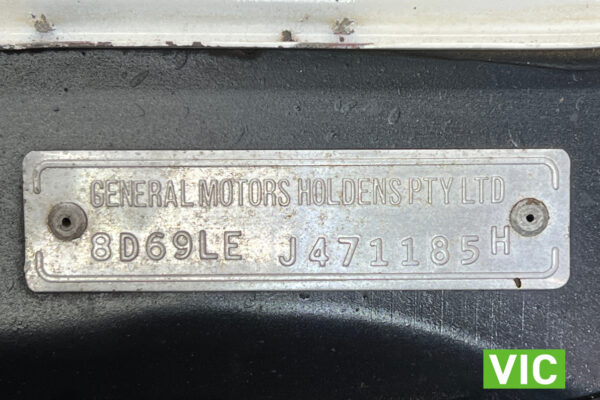 GENERAL MOTORS HOLDENS PTY LTD
8D69LE J471185H
VIC